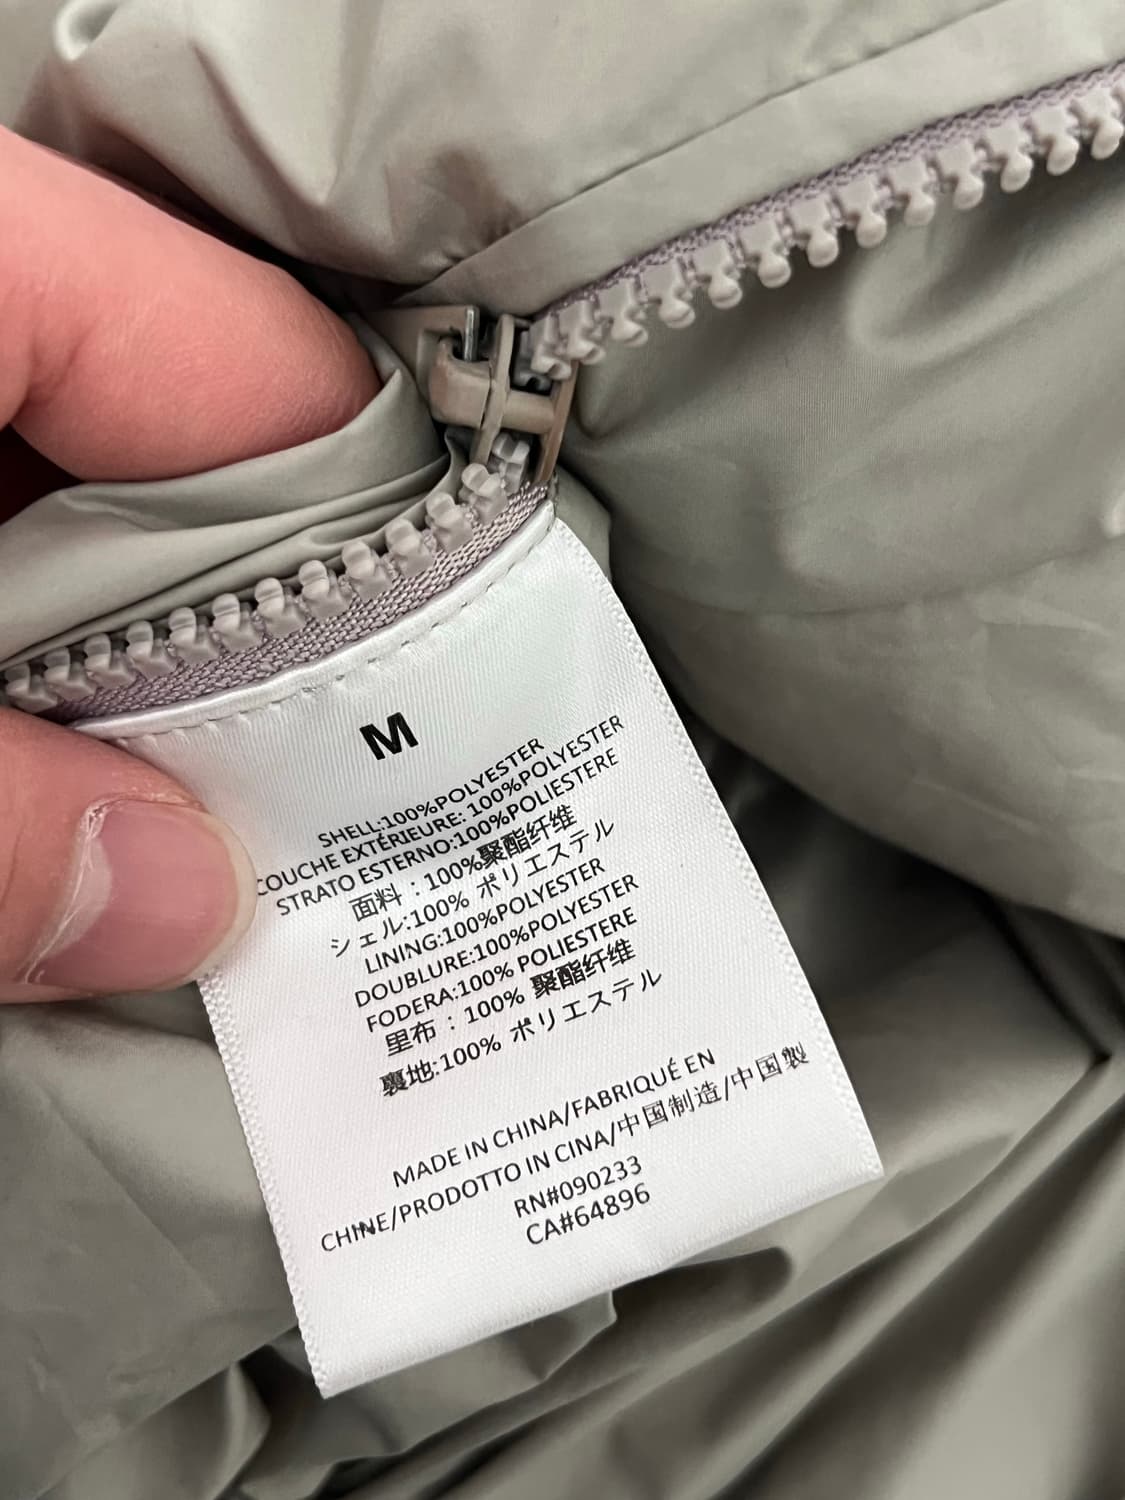 M
SHELL:100%POLYESTER
COUCHE EXTÉRIEURE: 100%POLYESTER
STRATO ESTERNO:100%POLIESTERE
面料：100%聚酯纤维
シェル:100% ポリエステル
LINING:100%POLYESTER
DOUBLURE:100%POLYESTER
FODERA:100% POLIESTERE
里布：100% 聚酯纤维
裏地:100% ポリエステル
MADE IN CHINA/FABRIQUÉ EN
CHINE/PRODOTTO IN CINA/中国制造/中国製
RN#090233
CA#64896